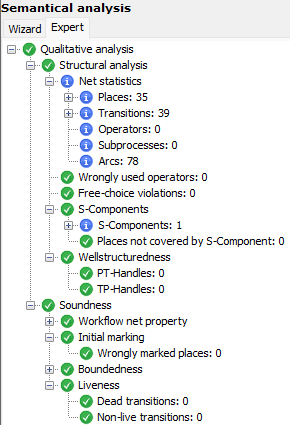 Semantical analysis
Wizard Expert
Qualitative analysis
Structural analysis
Net statistics
Places: 35
Transitions: 39
Operators: 0
Subprocesses: 0
Arcs: 78
Wrongly used operators: 0
Free-choice violations: 0
S-Components
S-Components: 1
Places not covered by S-Component: 0
Wellstructuredness
PT-Handles: 0
TP-Handles: 0
Soundness
Workflow net property
Initial marking
Wrongly marked places: 0
Boundedness
Liveness
Dead transitions: 0
Non-live transitions: 0